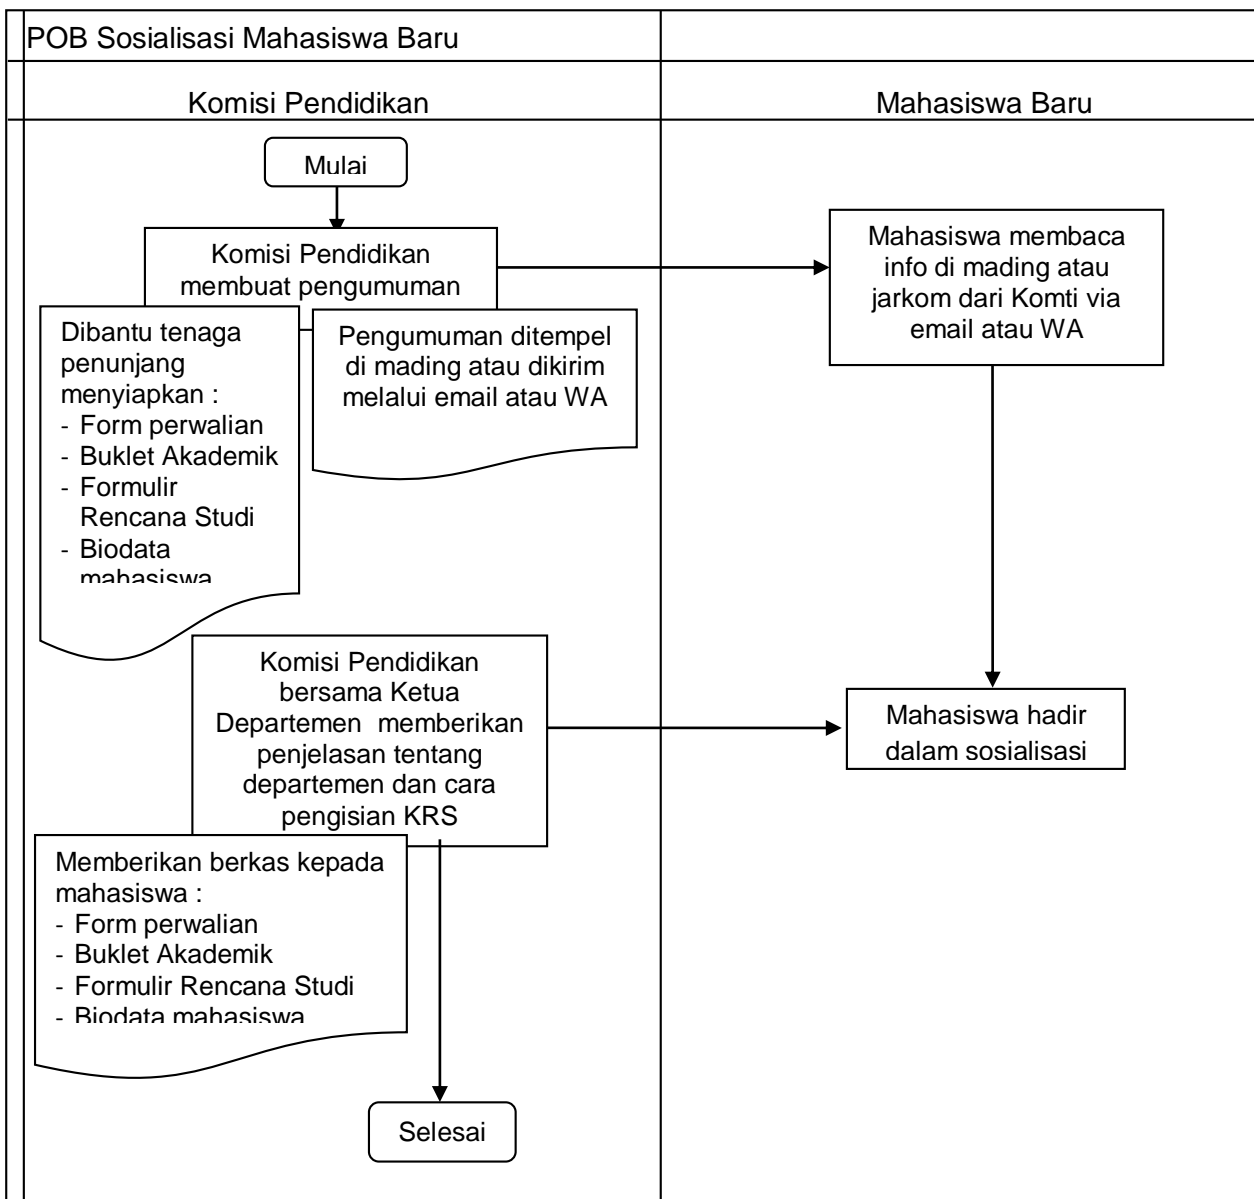 POB Sosialisasi Mahasiswa Baru
Komisi Pendidikan
Mahasiswa Baru
Mulai
Komisi Pendidikan
membuat pengumuman
Mahasiswa membaca
info di mading atau
jarkom dari Komti via
email atau WA
Dibantu tenaga
penunjang
menyiapkan :
- Form perwalian
- Buklet Akademik
- Formulir
Rencana Studi
- Biodata
mahasiswa
Pengumuman ditempel
di mading atau dikirim
melalui email atau WA
Komisi Pendidikan
bersama Ketua
Departemen  memberikan
penjelasan tentang
departemen dan cara
pengisian KRS
Mahasiswa hadir
dalam sosialisasi
Memberikan berkas kepada
mahasiswa :
- Form perwalian
- Buklet Akademik
- Formulir Rencana Studi
- Biodata mahasiswa
Selesai